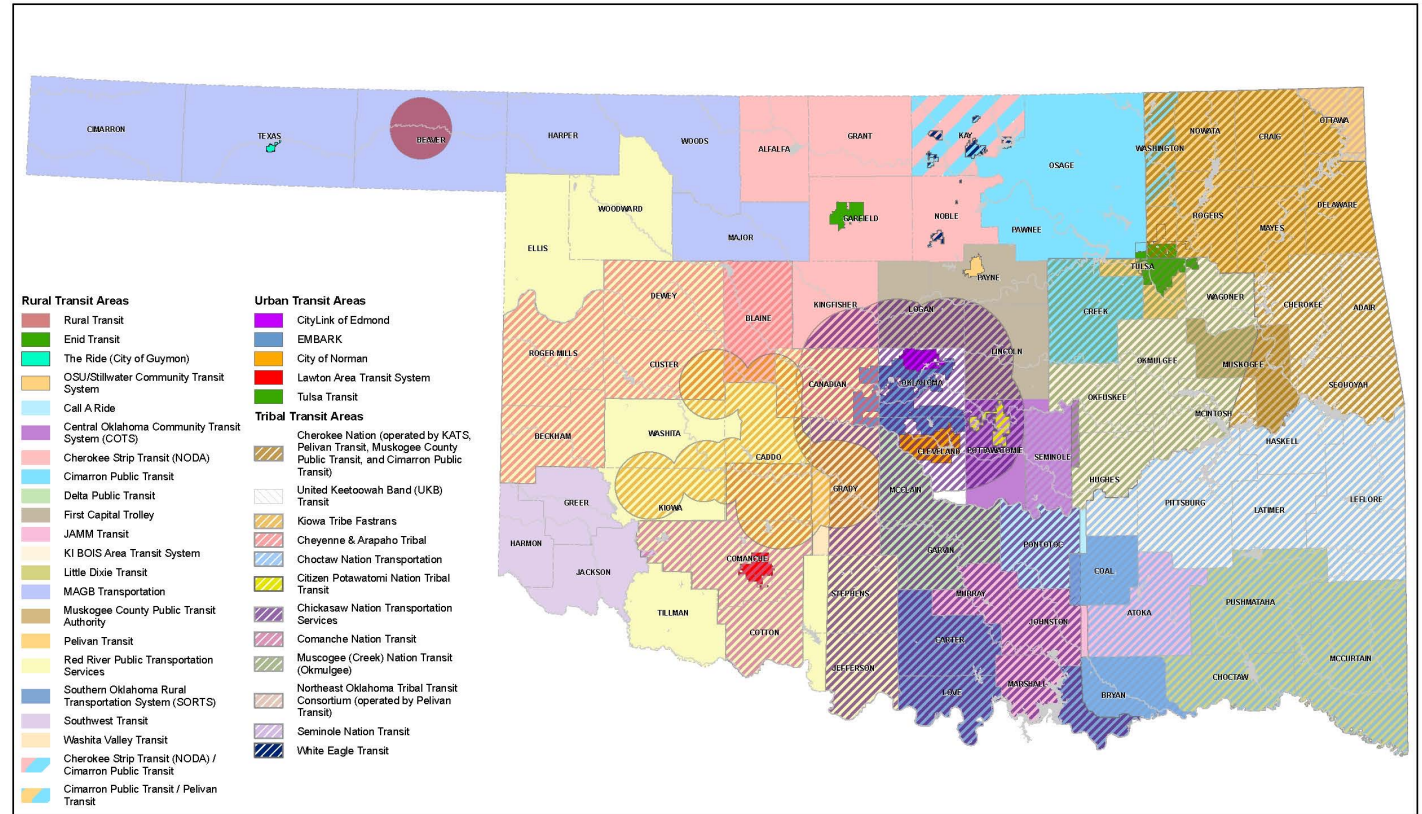 Rural Transit Areas
Rural Transit
Enid Transit
The Ride (City of Guymon)
OSU/Stillwater Community Transit
System
Call A Ride
Central Oklahoma Community Transit
System (COTS)
Cherokee Strip Transit (NODA)
Cimarron Public Transit
Delta Public Transit
First Capital Trolley
JAMM Transit
KI BOIS Area Transit System
Little Dixie Transit
MAGB Transportation
Muskogee County Public Transit
Authority
Pelivan Transit
Red River Public Transportation
Services
Southern Oklahoma Rural
Transportation System (SORTS)
Southwest Transit
Washita Valley Transit
Cherokee Strip Transit (NODA) /
Cimarron Public Transit
Cimarron Public Transit / Pelivan
Transit
Urban Transit Areas
CityLink of Edmond
EMBARK
City of Norman
Lawton Area Transit System
Tulsa Transit
Tribal Transit Areas
Cherokee Nation (operated by KATS,
Pelivan Transit, Muskogee County
Public Transit, and Cimarron Public
Transit)
United Keetoowah Band (UKB)
Transit
Kiowa Tribe Fastrans
Cheyenne & Arapaho Tribal
Choctaw Nation Transportation
Citizen Potawatomi Nation Tribal
Transit
Chickasaw Nation Transportation
Services
Comanche Nation Transit
Muscogee (Creek) Nation Transit
(Okmulgee)
Northeast Oklahoma Tribal Transit
Consortium (operated by Pelivan
Transit)
Seminole Nation Transit
White Eagle Transit
CIMARRON
TEXAS
BEAVER
HARPER
WOODS
ALFALFA
GRANT
KAY
OSAGE
WASHINGTON
NOWATA
CRAIG
OTTAWA
ELLIS
WOODWARD
MAJOR
GARFIELD
NOBLE
PAWNEE
ROGERS
MAYES
DELAWARE
DEWEY
BLAINE
KINGFISHER
LOGAN
PAYNE
CREEK
TULSA
WAGONER
CHEROKEE
ADAIR
ROGER MILLS
CUSTER
CANADIAN
OKLAHOMA
LINCOLN
OKMULGEE
MUSKOGEE
SEQUOYAH
BECKHAM
WASHITA
CADDO
GRADY
CLEVELAND
POTTAWATOMIE
SEMINOLE
OKFUSKEE
MCINTOSH
HASKELL
GREER
KIOWA
MCCLAIN
HUGHES
PITTSBURG
LATIMER
LEFLORE
HARMON
JACKSON
COMANCHE
GARVIN
PONTOTOC
COAL
TILLMAN
COTTON
STEPHENS
MURRAY
JOHNSTON
ATOKA
PUSHMATAHA
MCCURTAIN
JEFFERSON
CARTER
LOVE
MARSHALL
BRYAN
CHOCTAW